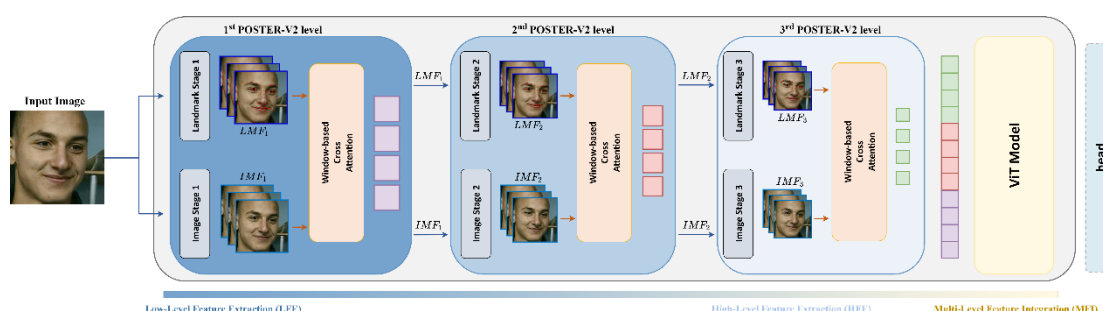 1st POSTER-V2 level
2nd POSTER-V2 level
3rd POSTER-V2 level
Input Image
Landmark Stage 1
LMF1
Image Stage 1
IMF1
Window-based
Cross
Attention
LMF1
IMF1
Landmark Stage 2
LMF2
Image Stage 2
IMF2
Window-based
Cross
Attention
LMF2
IMF2
Landmark Stage 3
LMF3
Image Stage 3
IMF3
Window-based
Cross
Attention
ViT Model
head
Low-Level Feature Extraction (LFE)
High-Level Feature Extraction (HFE)
Multi-Level Feature Integration (MFI)